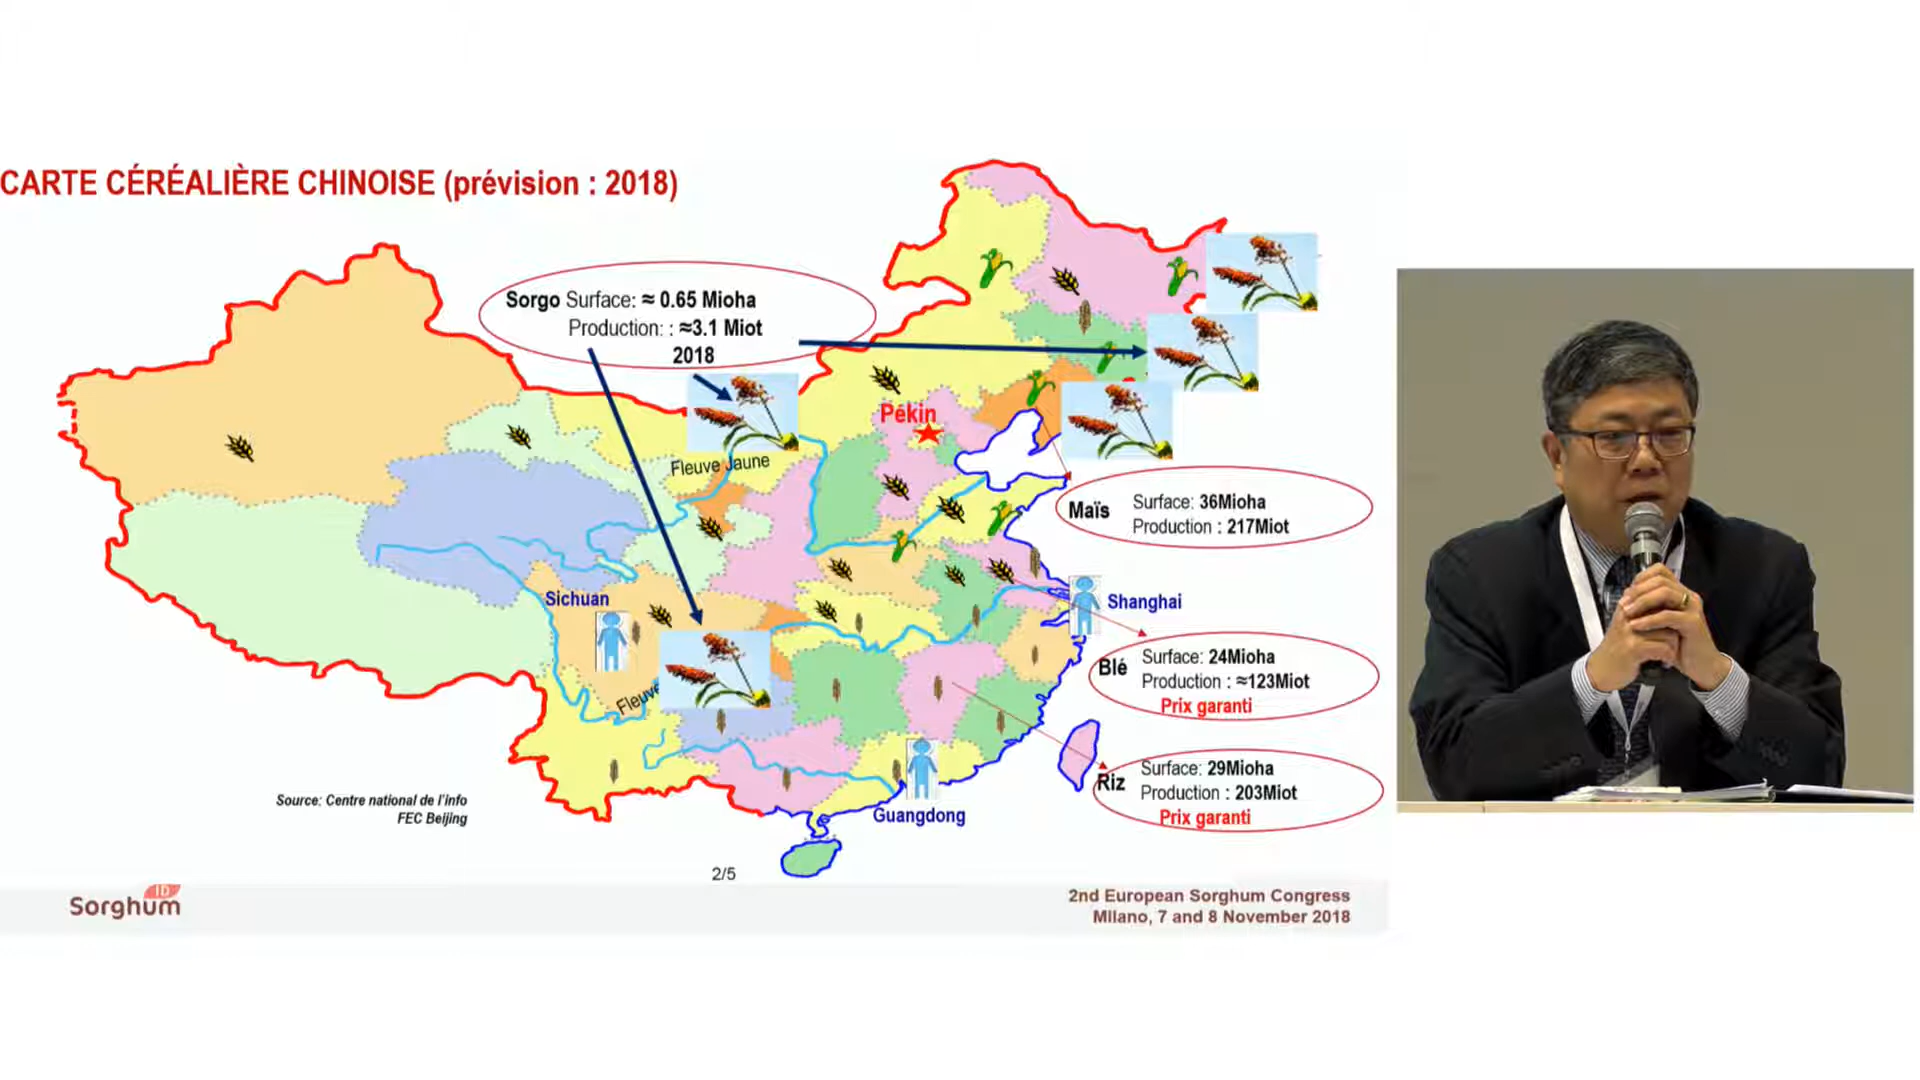 CARTE CÉRÉALIÈRE CHINOISE (prévision : 2018)
Sorgo Surface: ≈ 0.65 Mioha
Production: : ≈3.1 Miot
2018
Pékin
Fleuve Jaune
Maïs
Surface: 36Mioha
Production : 217Miot
Sichuan
Shanghai
Fleuve
Blé
Surface: 24Mioha
Production : ≈123Miot
Prix garanti
Riz
Surface: 29Mioha
Production : 203Miot
Prix garanti
Guangdong
Source: Centre national de l'info
FEC Beijing
2/5
Sorghum
ID
2nd European Sorghum Congress
Milano, 7 and 8 November 2018